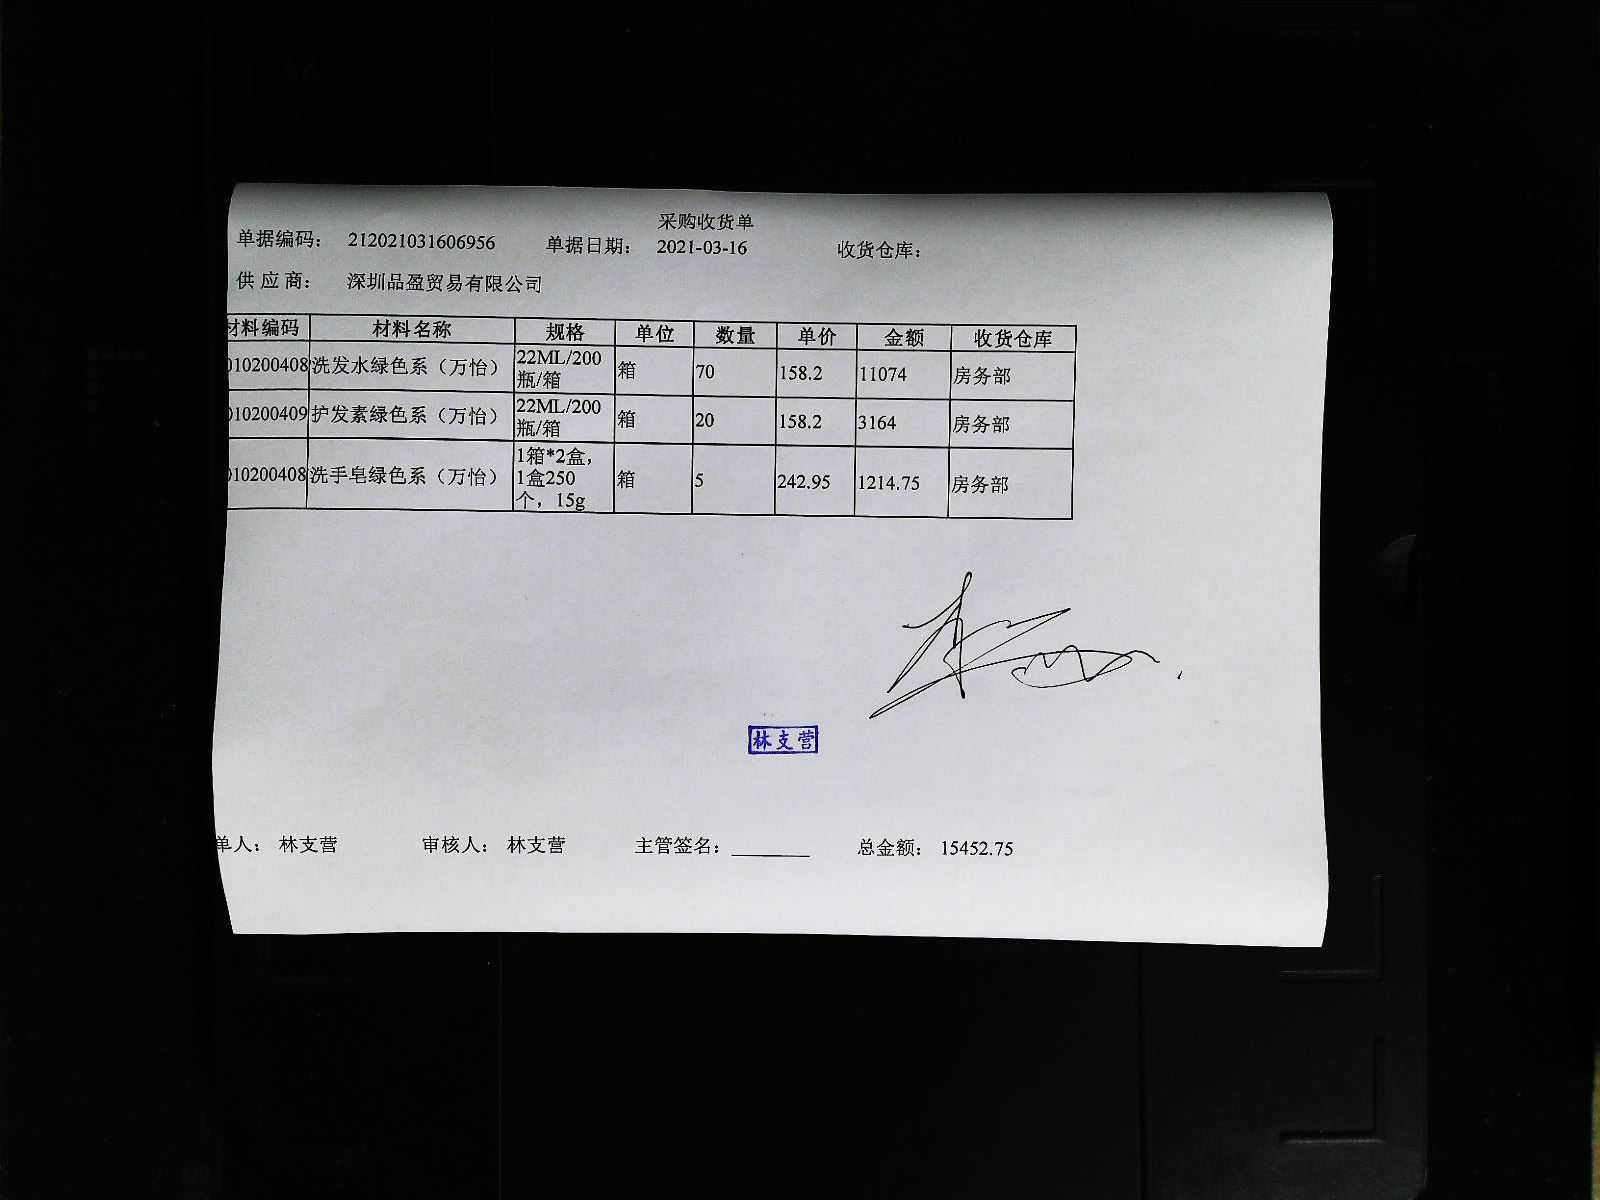 采购收货单
单据编码： 212021031606956 单据日期： 2021-03-16 收货仓库：
供 应 商： 深圳品盈贸易有限公司
材料编码 材料名称 规格 单位 数量 单价 金额 收货仓库
010200408 洗发水绿色系（万怡） 22ML/200瓶/箱 箱 70 158.2 11074 房务部
010200409 护发素绿色系（万怡） 22ML/200瓶/箱 箱 20 158.2 3164 房务部
010200408 洗手皂绿色系（万怡） 1箱*2盒，1盒250个，15g 箱 5 242.95 1214.75 房务部
林支营
单人： 林支营 审核人： 林支营 主管签名： 总金额： 15452.75